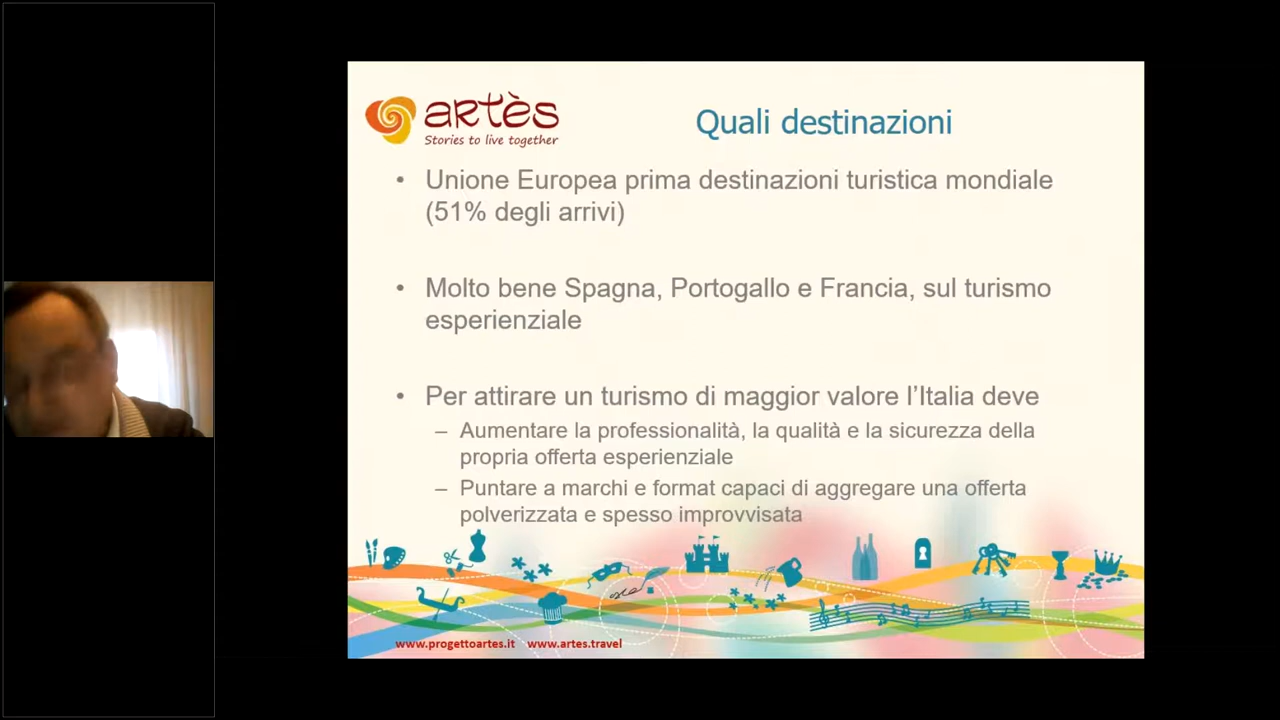 artès
Stories to live together
Quali destinazioni
• Unione Europea prima destinazioni turistica mondiale
(51% degli arrivi)
• Molto bene Spagna, Portogallo e Francia, sul turismo
esperienziale
• Per attirare un turismo di maggior valore l’Italia deve
– Aumentare la professionalità, la qualità e la sicurezza della
propria offerta esperienziale
– Puntare a marchi e format capaci di aggregare una offerta
polverizzata e spesso improvvisata
www.progettoartes.it www.artes.travel